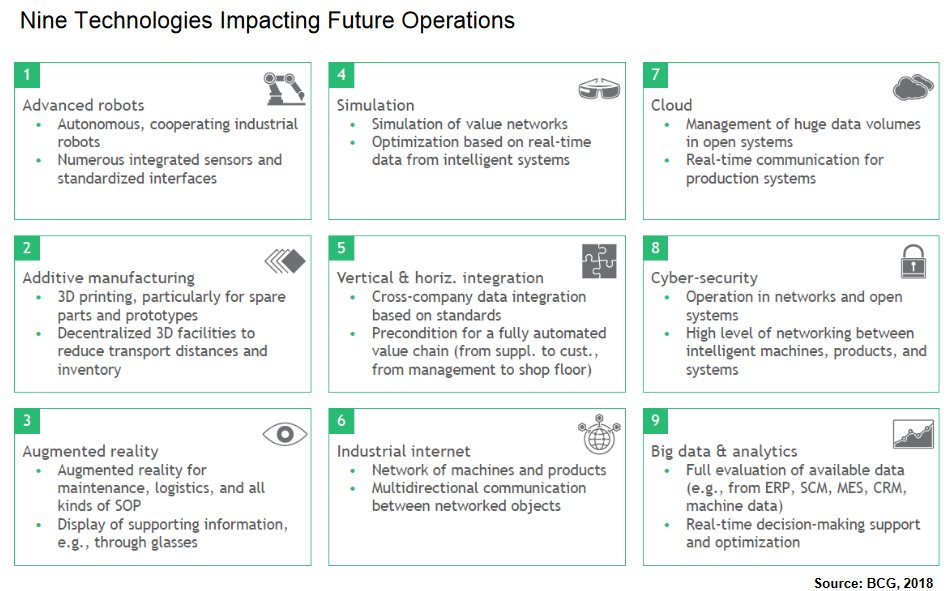 Nine Technologies Impacting Future Operations
1
Advanced robots
• Autonomous, cooperating industrial
robots
• Numerous integrated sensors and
standardized interfaces
2
Additive manufacturing
• 3D printing, particularly for spare
parts and prototypes
• Decentralized 3D facilities to
reduce transport distances and
inventory
3
Augmented reality
• Augmented reality for
maintenance, logistics, and all
kinds of SOP
• Display of supporting information,
e.g., through glasses
4
Simulation
• Simulation of value networks
• Optimization based on real-time
data from intelligent systems
5
Vertical & horiz. integration
• Cross-company data integration
based on standards
• Precondition for a fully automated
value chain (from suppl. to cust.,
from management to shop floor)
6
Industrial internet
• Network of machines and products
• Multidirectional communication
between networked objects
7
Cloud
• Management of huge data volumes
in open systems
• Real-time communication for
production systems
8
Cyber-security
• Operation in networks and open
systems
• High level of networking between
intelligent machines, products, and
systems
9
Big data & analytics
• Full evaluation of available data
(e.g., from ERP, SCM, MES, CRM,
machine data)
• Real-time decision-making support
and optimization
Source: BCG, 2018